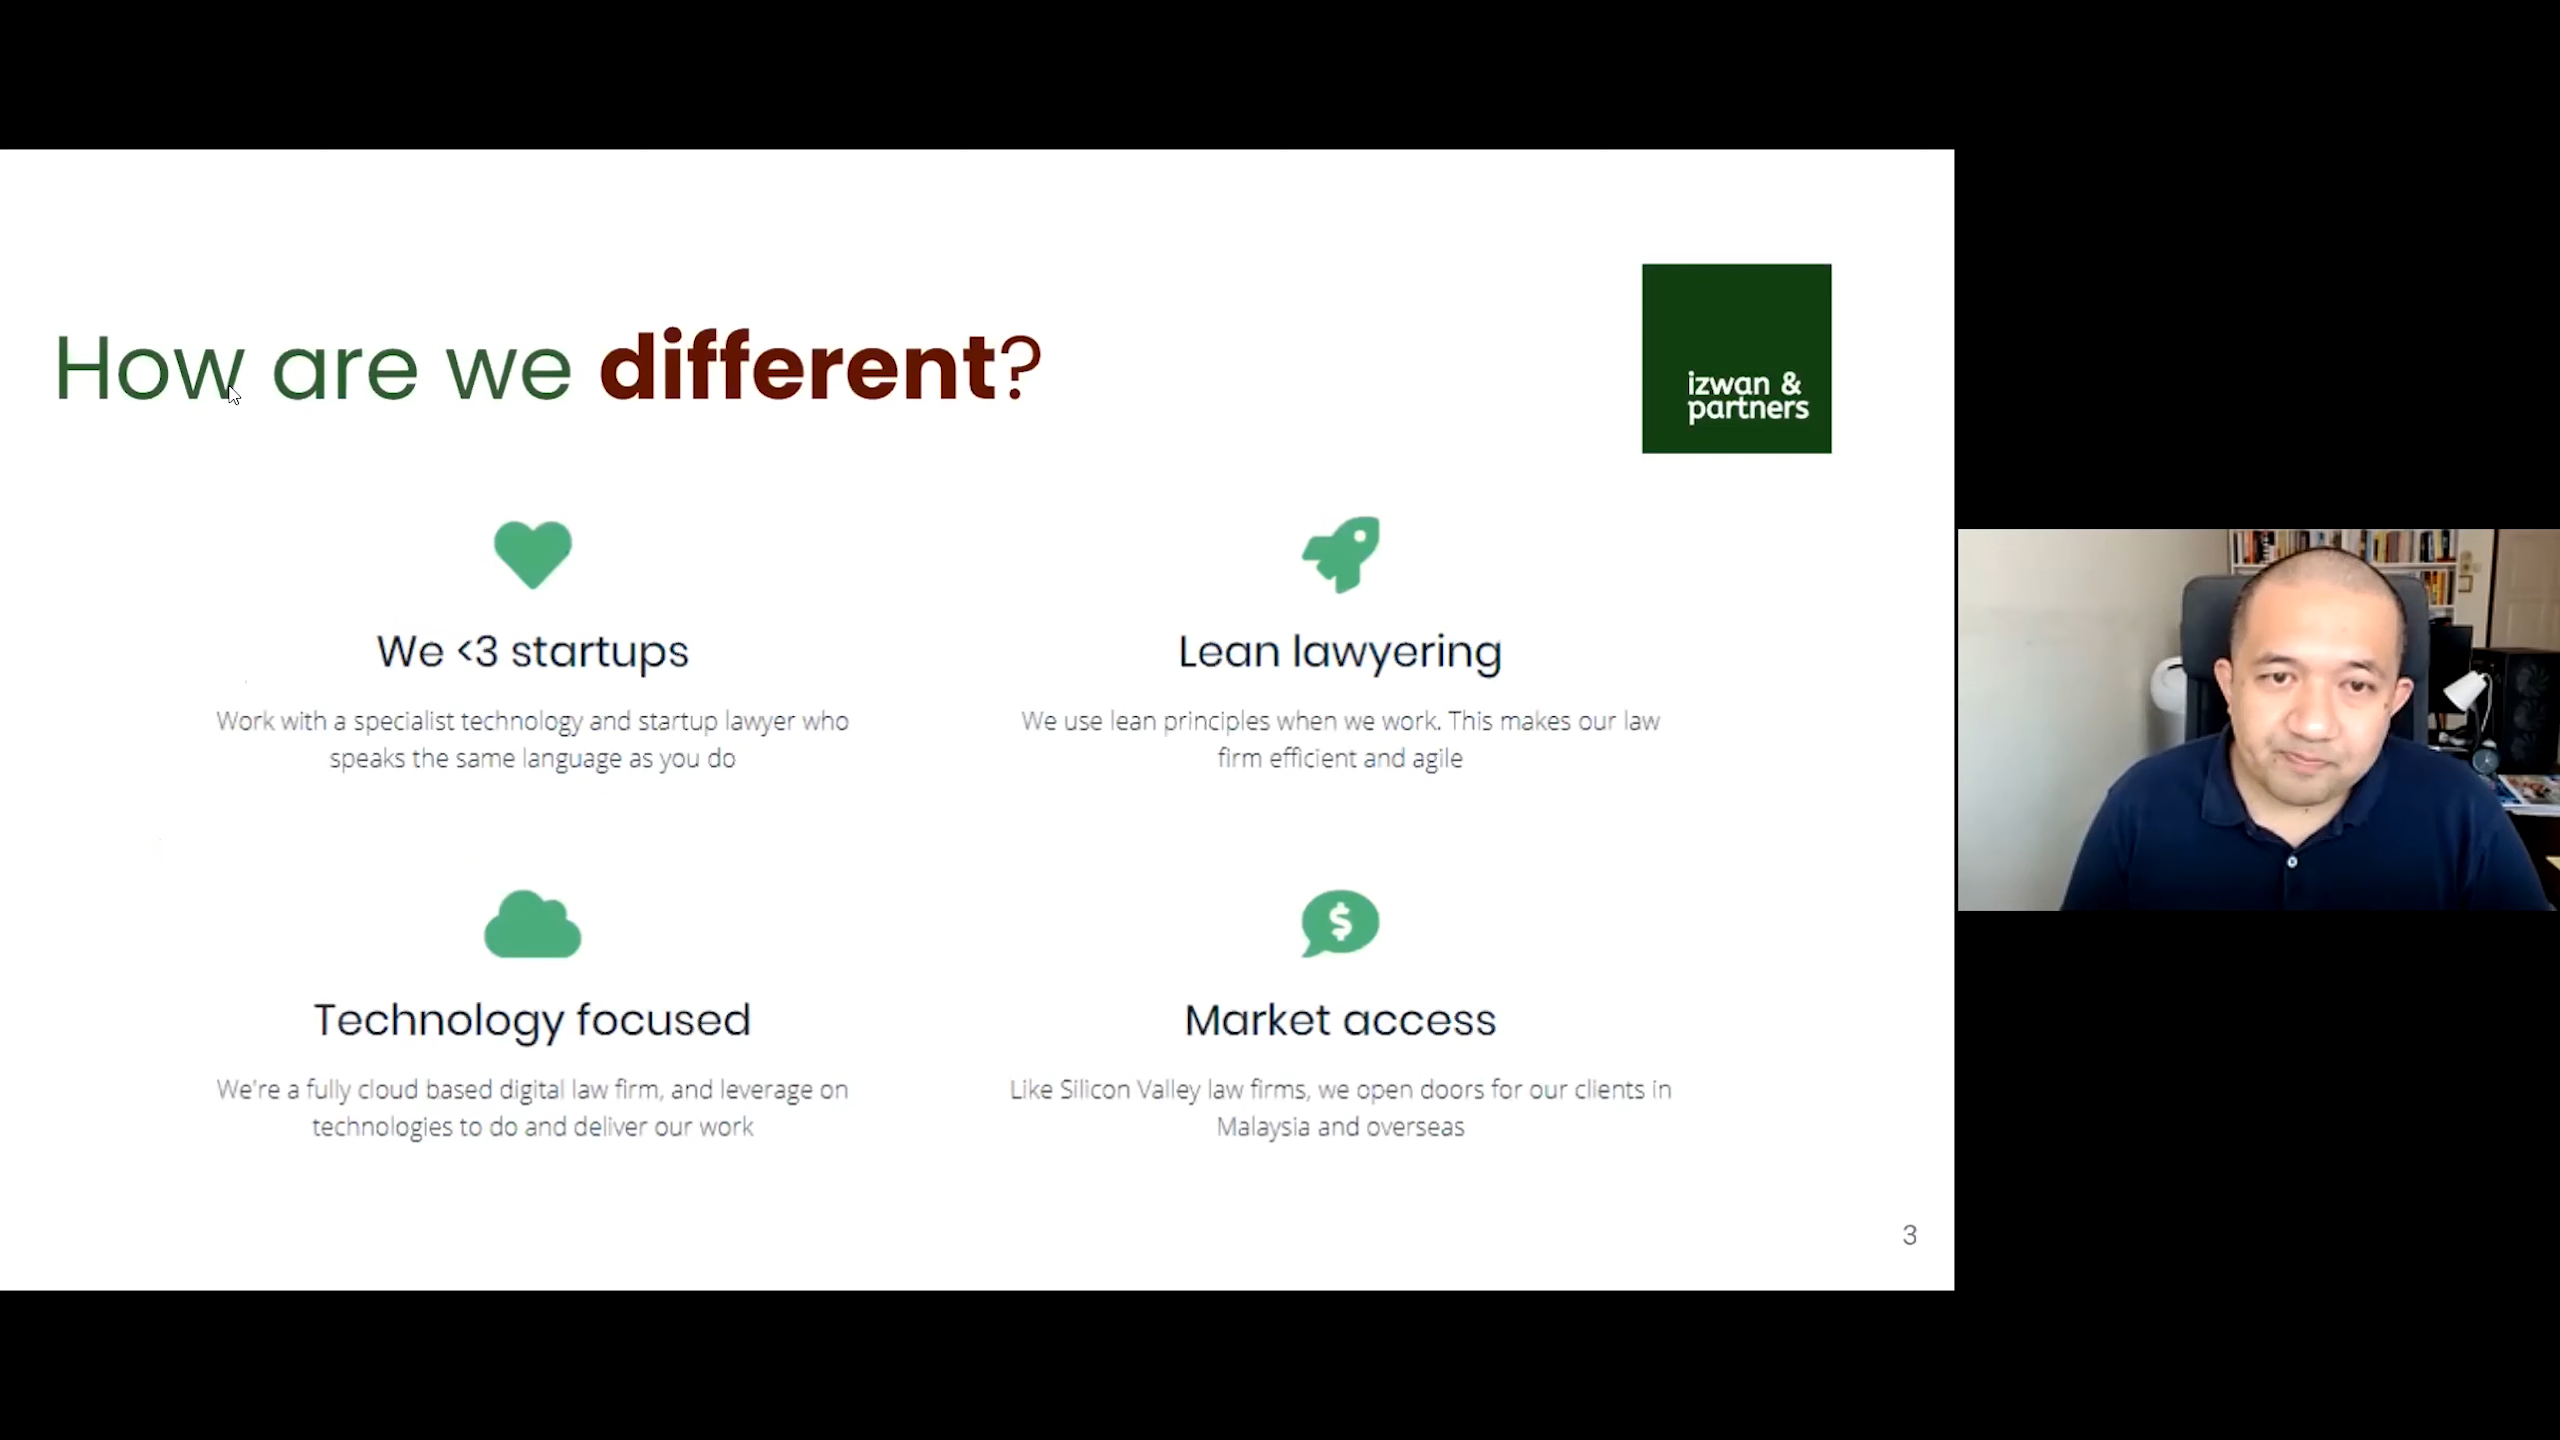 How are we different?
izwan &
partners
We <3 startups
Work with a specialist technology and startup lawyer who
speaks the same language as you do
Lean lawyering
We use lean principles when we work. This makes our law
firm efficient and agile
Technology focused
We're a fully cloud based digital law firm, and leverage on
technologies to do and deliver our work
Market access
Like Silicon Valley law firms, we open doors for our clients in
Malaysia and overseas
3